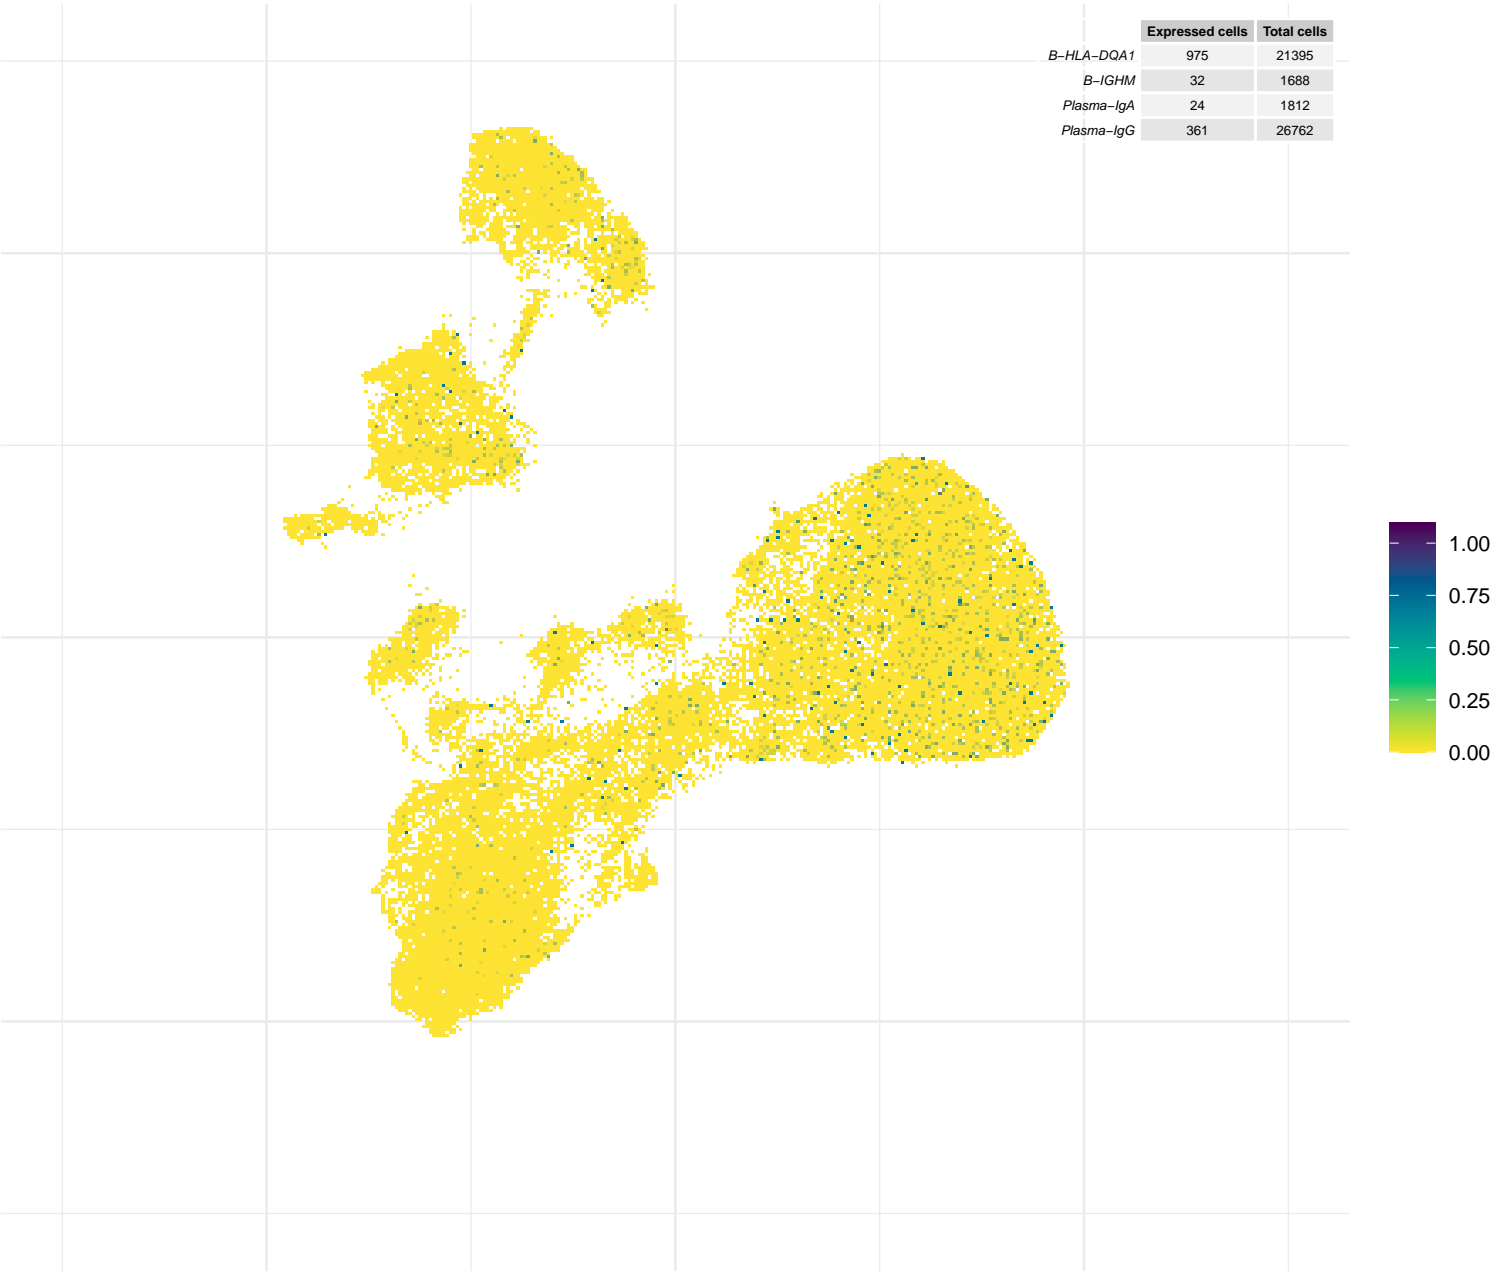 Expressed cells Total cells
B−HLA−DQA1 975 21395
B−IGHM 32 1688
Plasma−IgA 24 1812
Plasma−IgG 361 26762
1.00
0.75
0.50
0.25
0.00